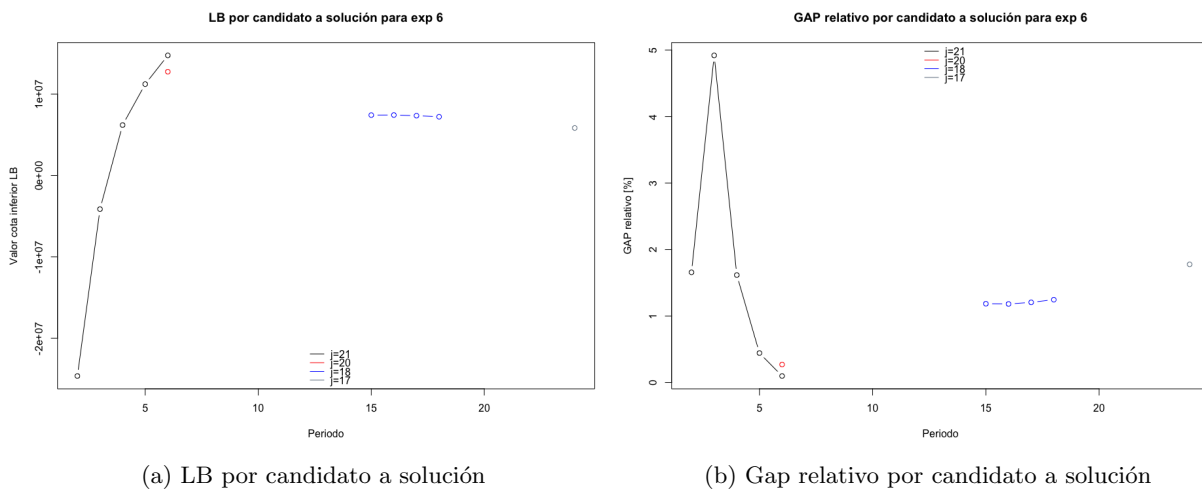 LB por candidato a solución para exp 6
Valor cota inferior LB
1e+07
0e+00
-1e+07
-2e+07
j=21
j=20
j=18
j=17
5
10
15
20
Periodo
(a) LB por candidato a solución
GAP relativo por candidato a solución para exp 6
GAP relativo [%]
5
4
3
2
1
0
j=21
j=20
j=18
j=17
5
10
15
20
Periodo
(b) Gap relativo por candidato a solución